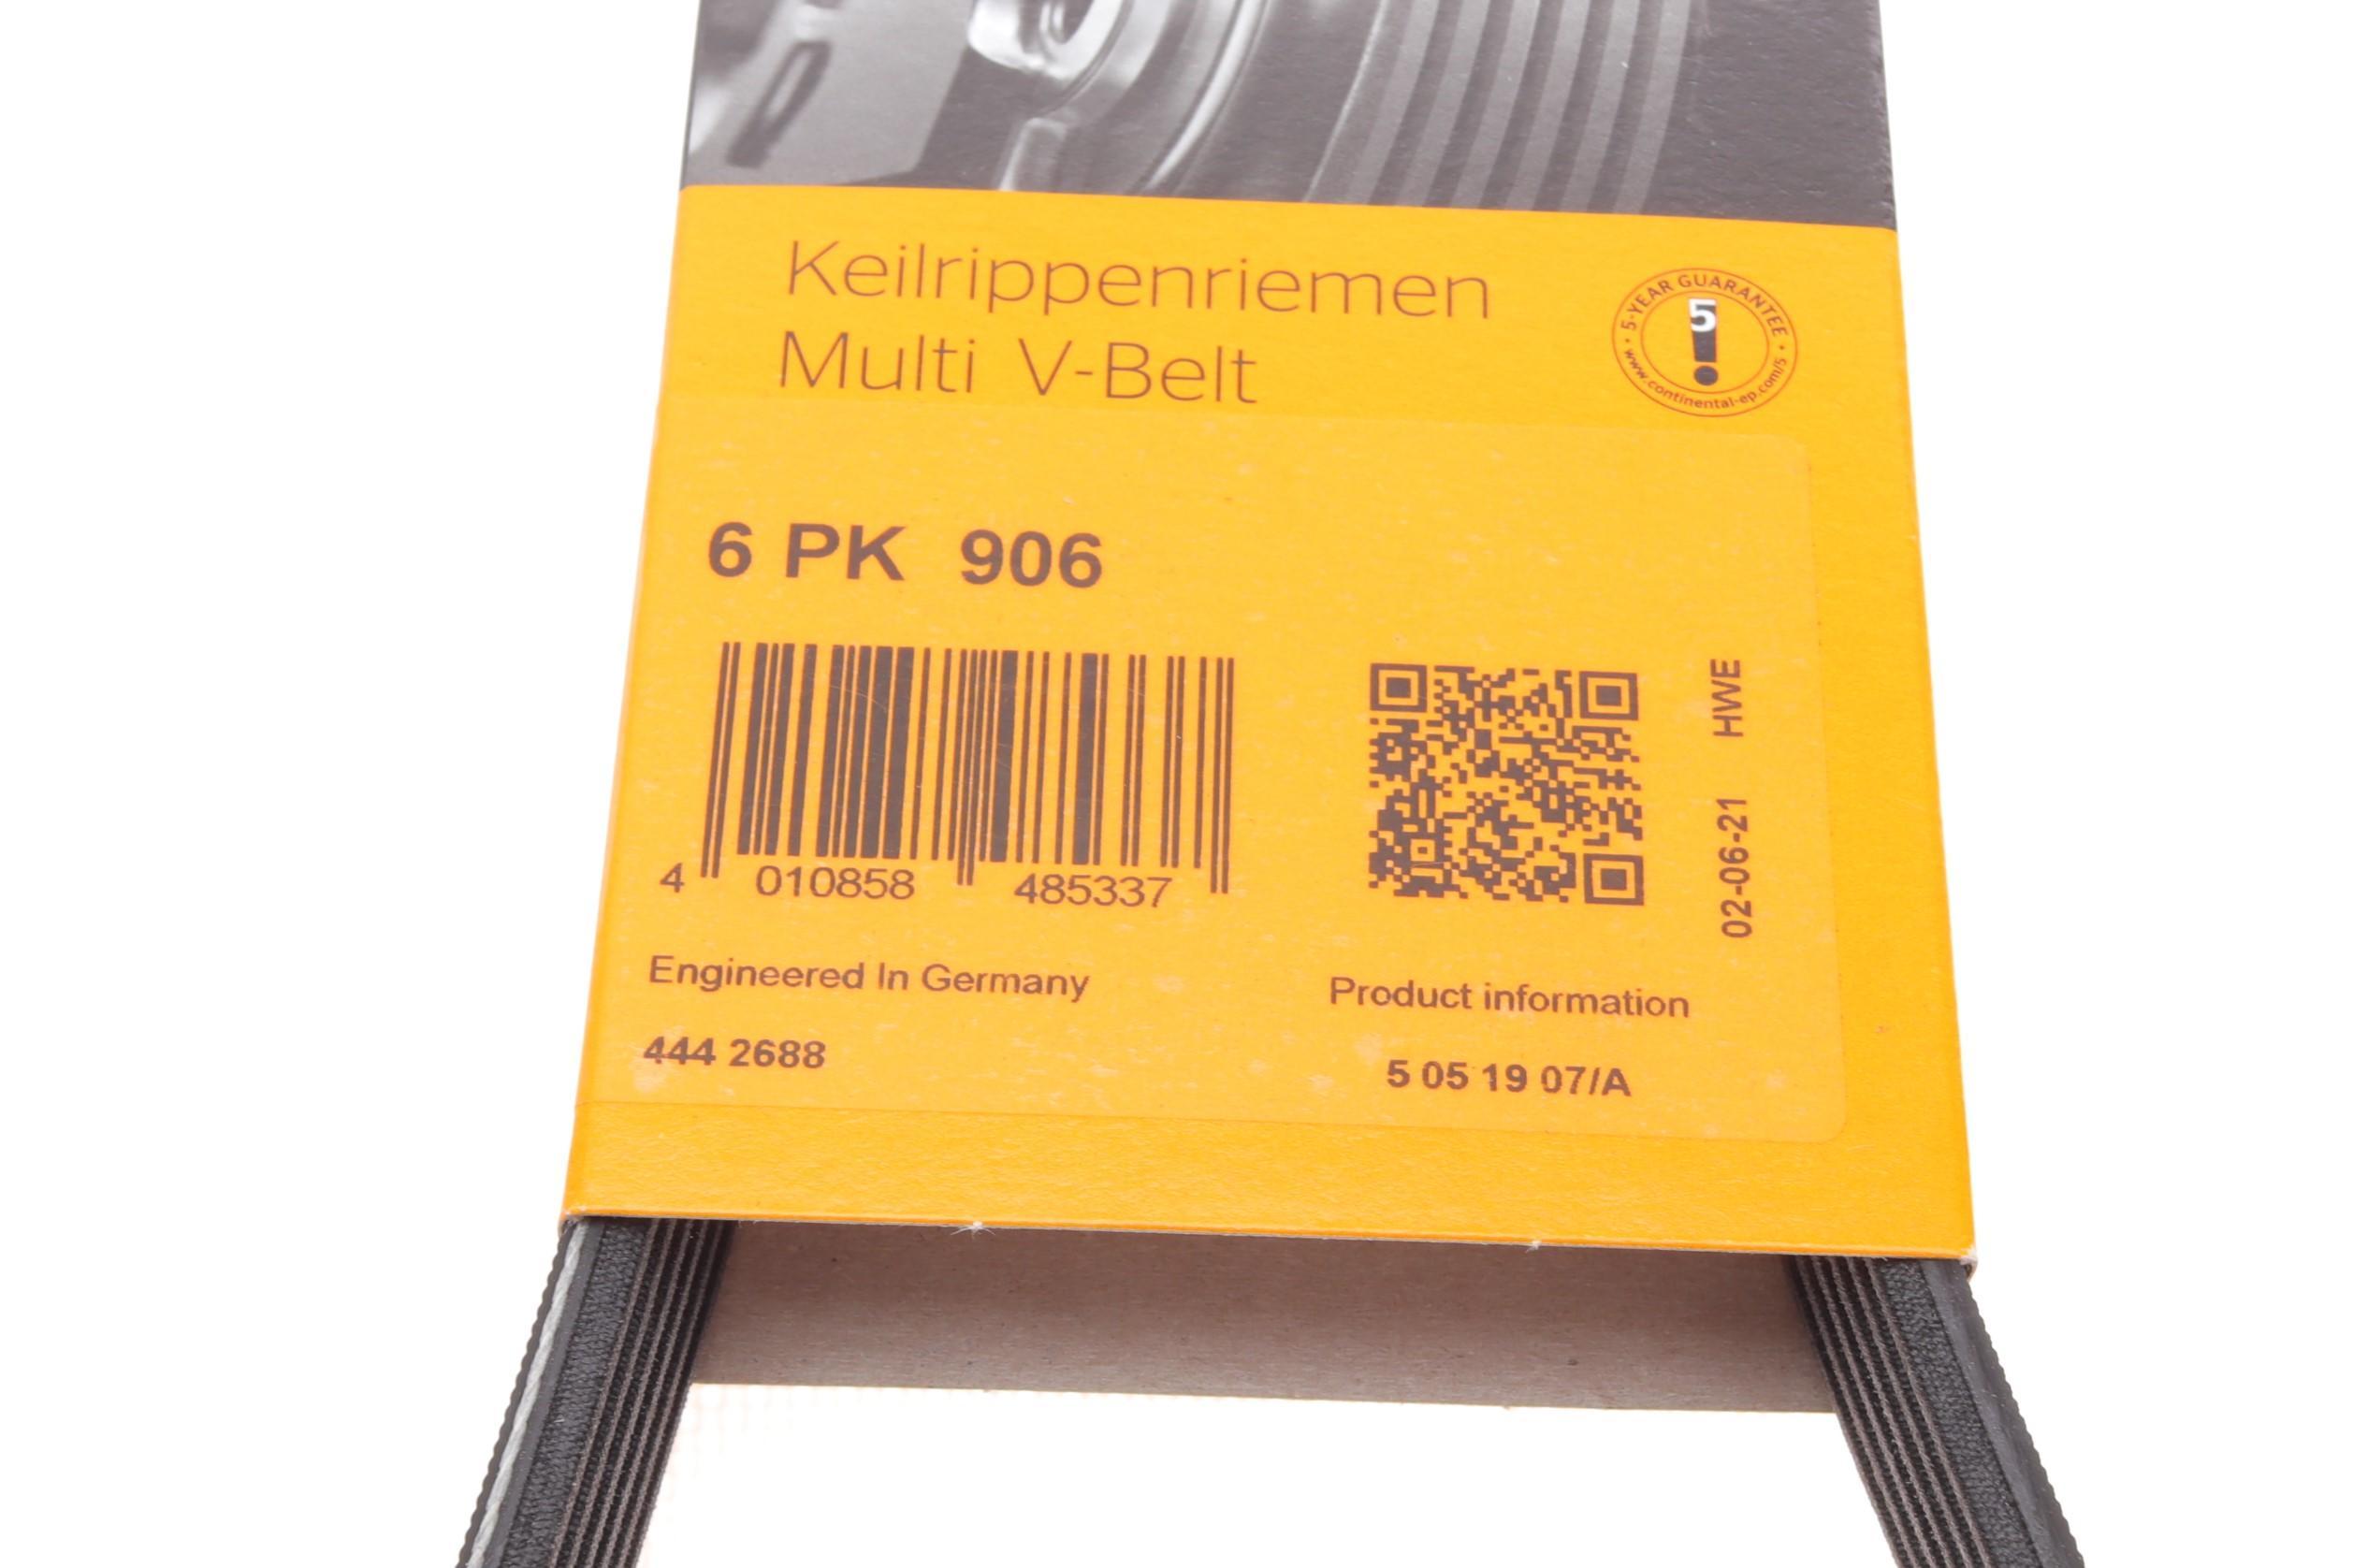 Keilrippenriemen
Multi V-Belt
• 5-YEAR GUARANTEE •
5
www.continental-ep.com/5
6 PK 906
4 010858 485337
HWE
02-06-21
Engineered In Germany
Product information
444 2688
5 05 19 07/A